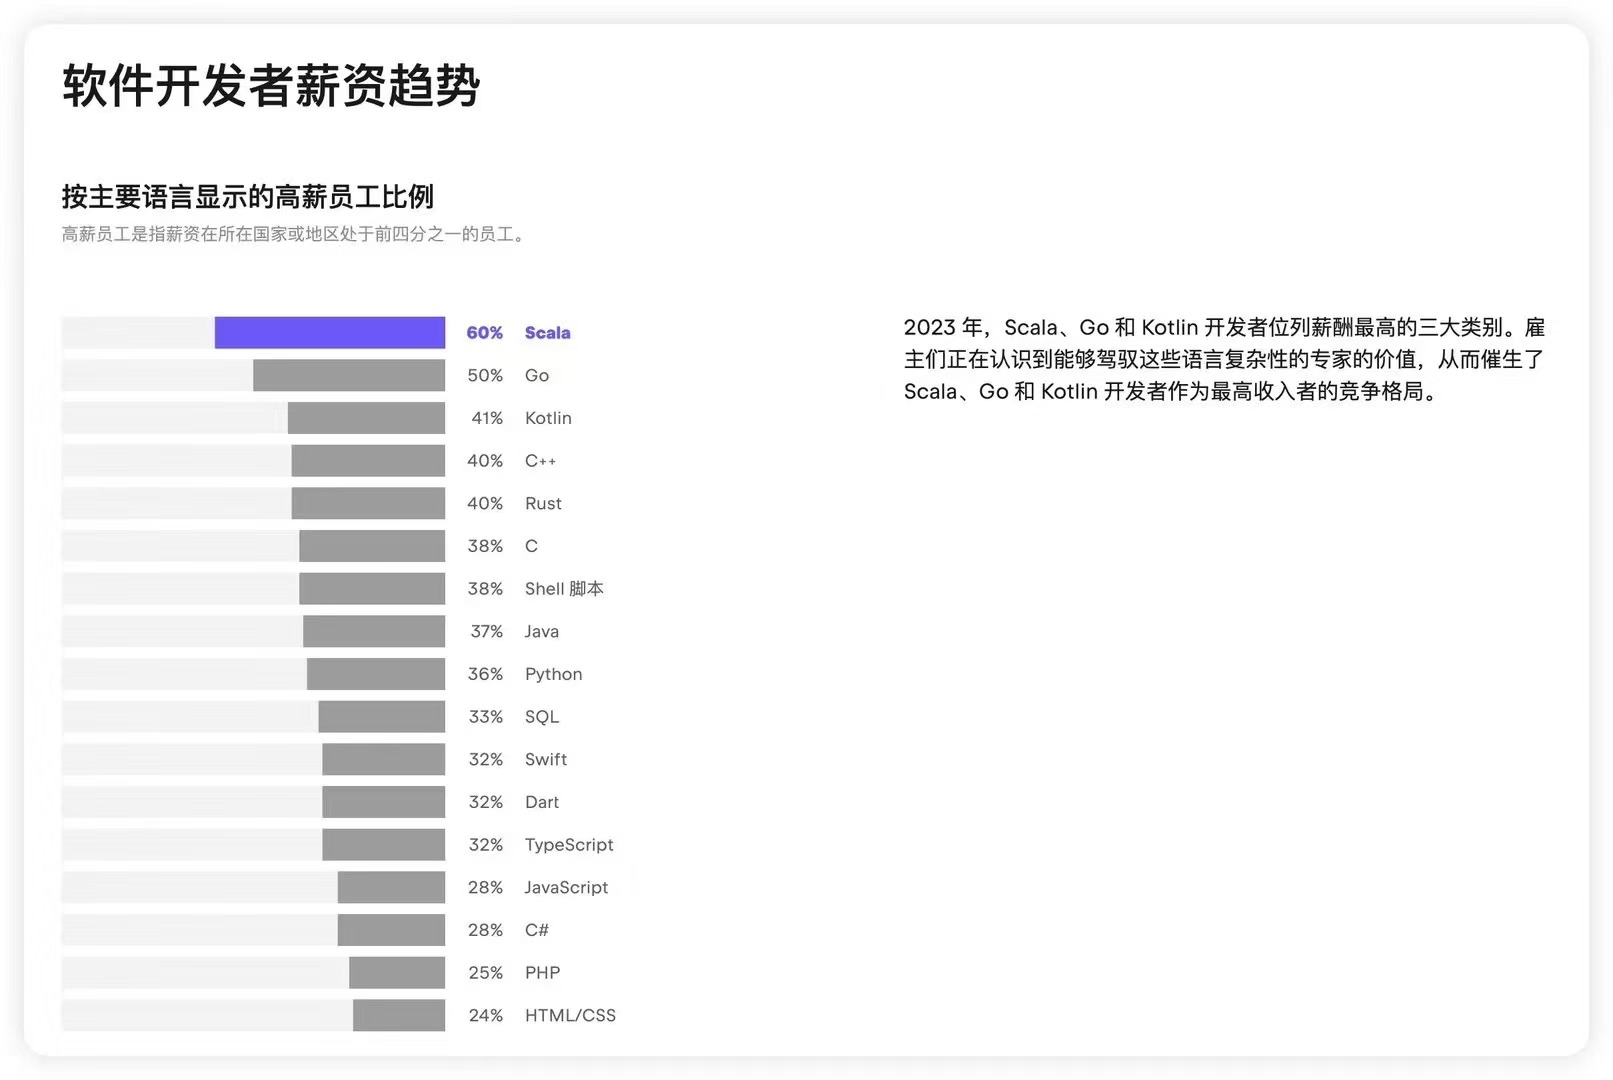 软件开发者薪资趋势
按主要语言显示的高薪员工比例
高薪员工是指薪资在所在国家或地区处于前四分之一的员工。
60% Scala
50% Go
41% Kotlin
40% C++
40% Rust
38% C
38% Shell 脚本
37% Java
36% Python
33% SQL
32% Swift
32% Dart
32% TypeScript
28% JavaScript
28% C#
25% PHP
24% HTML/CSS
2023 年，Scala、Go 和 Kotlin 开发者位列薪酬最高的三大类别。雇
主们正在认识到能够驾驭这些语言复杂性的专家的价值，从而催生了
Scala、Go 和 Kotlin 开发者作为最高收入者的竞争格局。